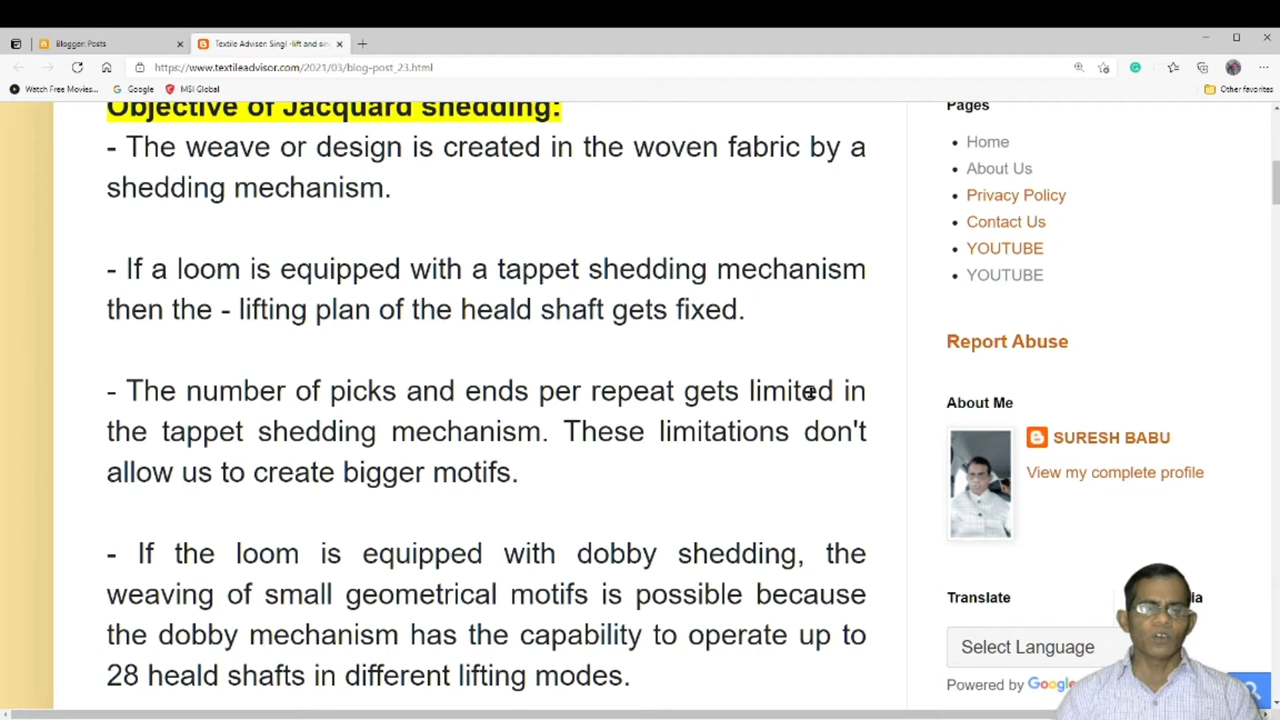 Blogger: Posts
Textile Adviser: Singl -lift and sin
https://www.textileadvisor.com/2021/03/blog-post_23.html
Watch Free Movies...
Google
MSI Global
Other favorites
Objective of Jacquard shedding:
- The weave or design is created in the woven fabric by a
shedding mechanism.
- If a loom is equipped with a tappet shedding mechanism
then the - lifting plan of the heald shaft gets fixed.
- The number of picks and ends per repeat gets limited in
the tappet shedding mechanism. These limitations don't
allow us to create bigger motifs.
- If the loom is equipped with dobby shedding, the
weaving of small geometrical motifs is possible because
the dobby mechanism has the capability to operate up to
28 heald shafts in different lifting modes.
Pages
Home
About Us
Privacy Policy
Contact Us
YOUTUBE
YOUTUBE
Report Abuse
About Me
SURESH BABU
View my complete profile
Translate
Select Language
Powered by Google